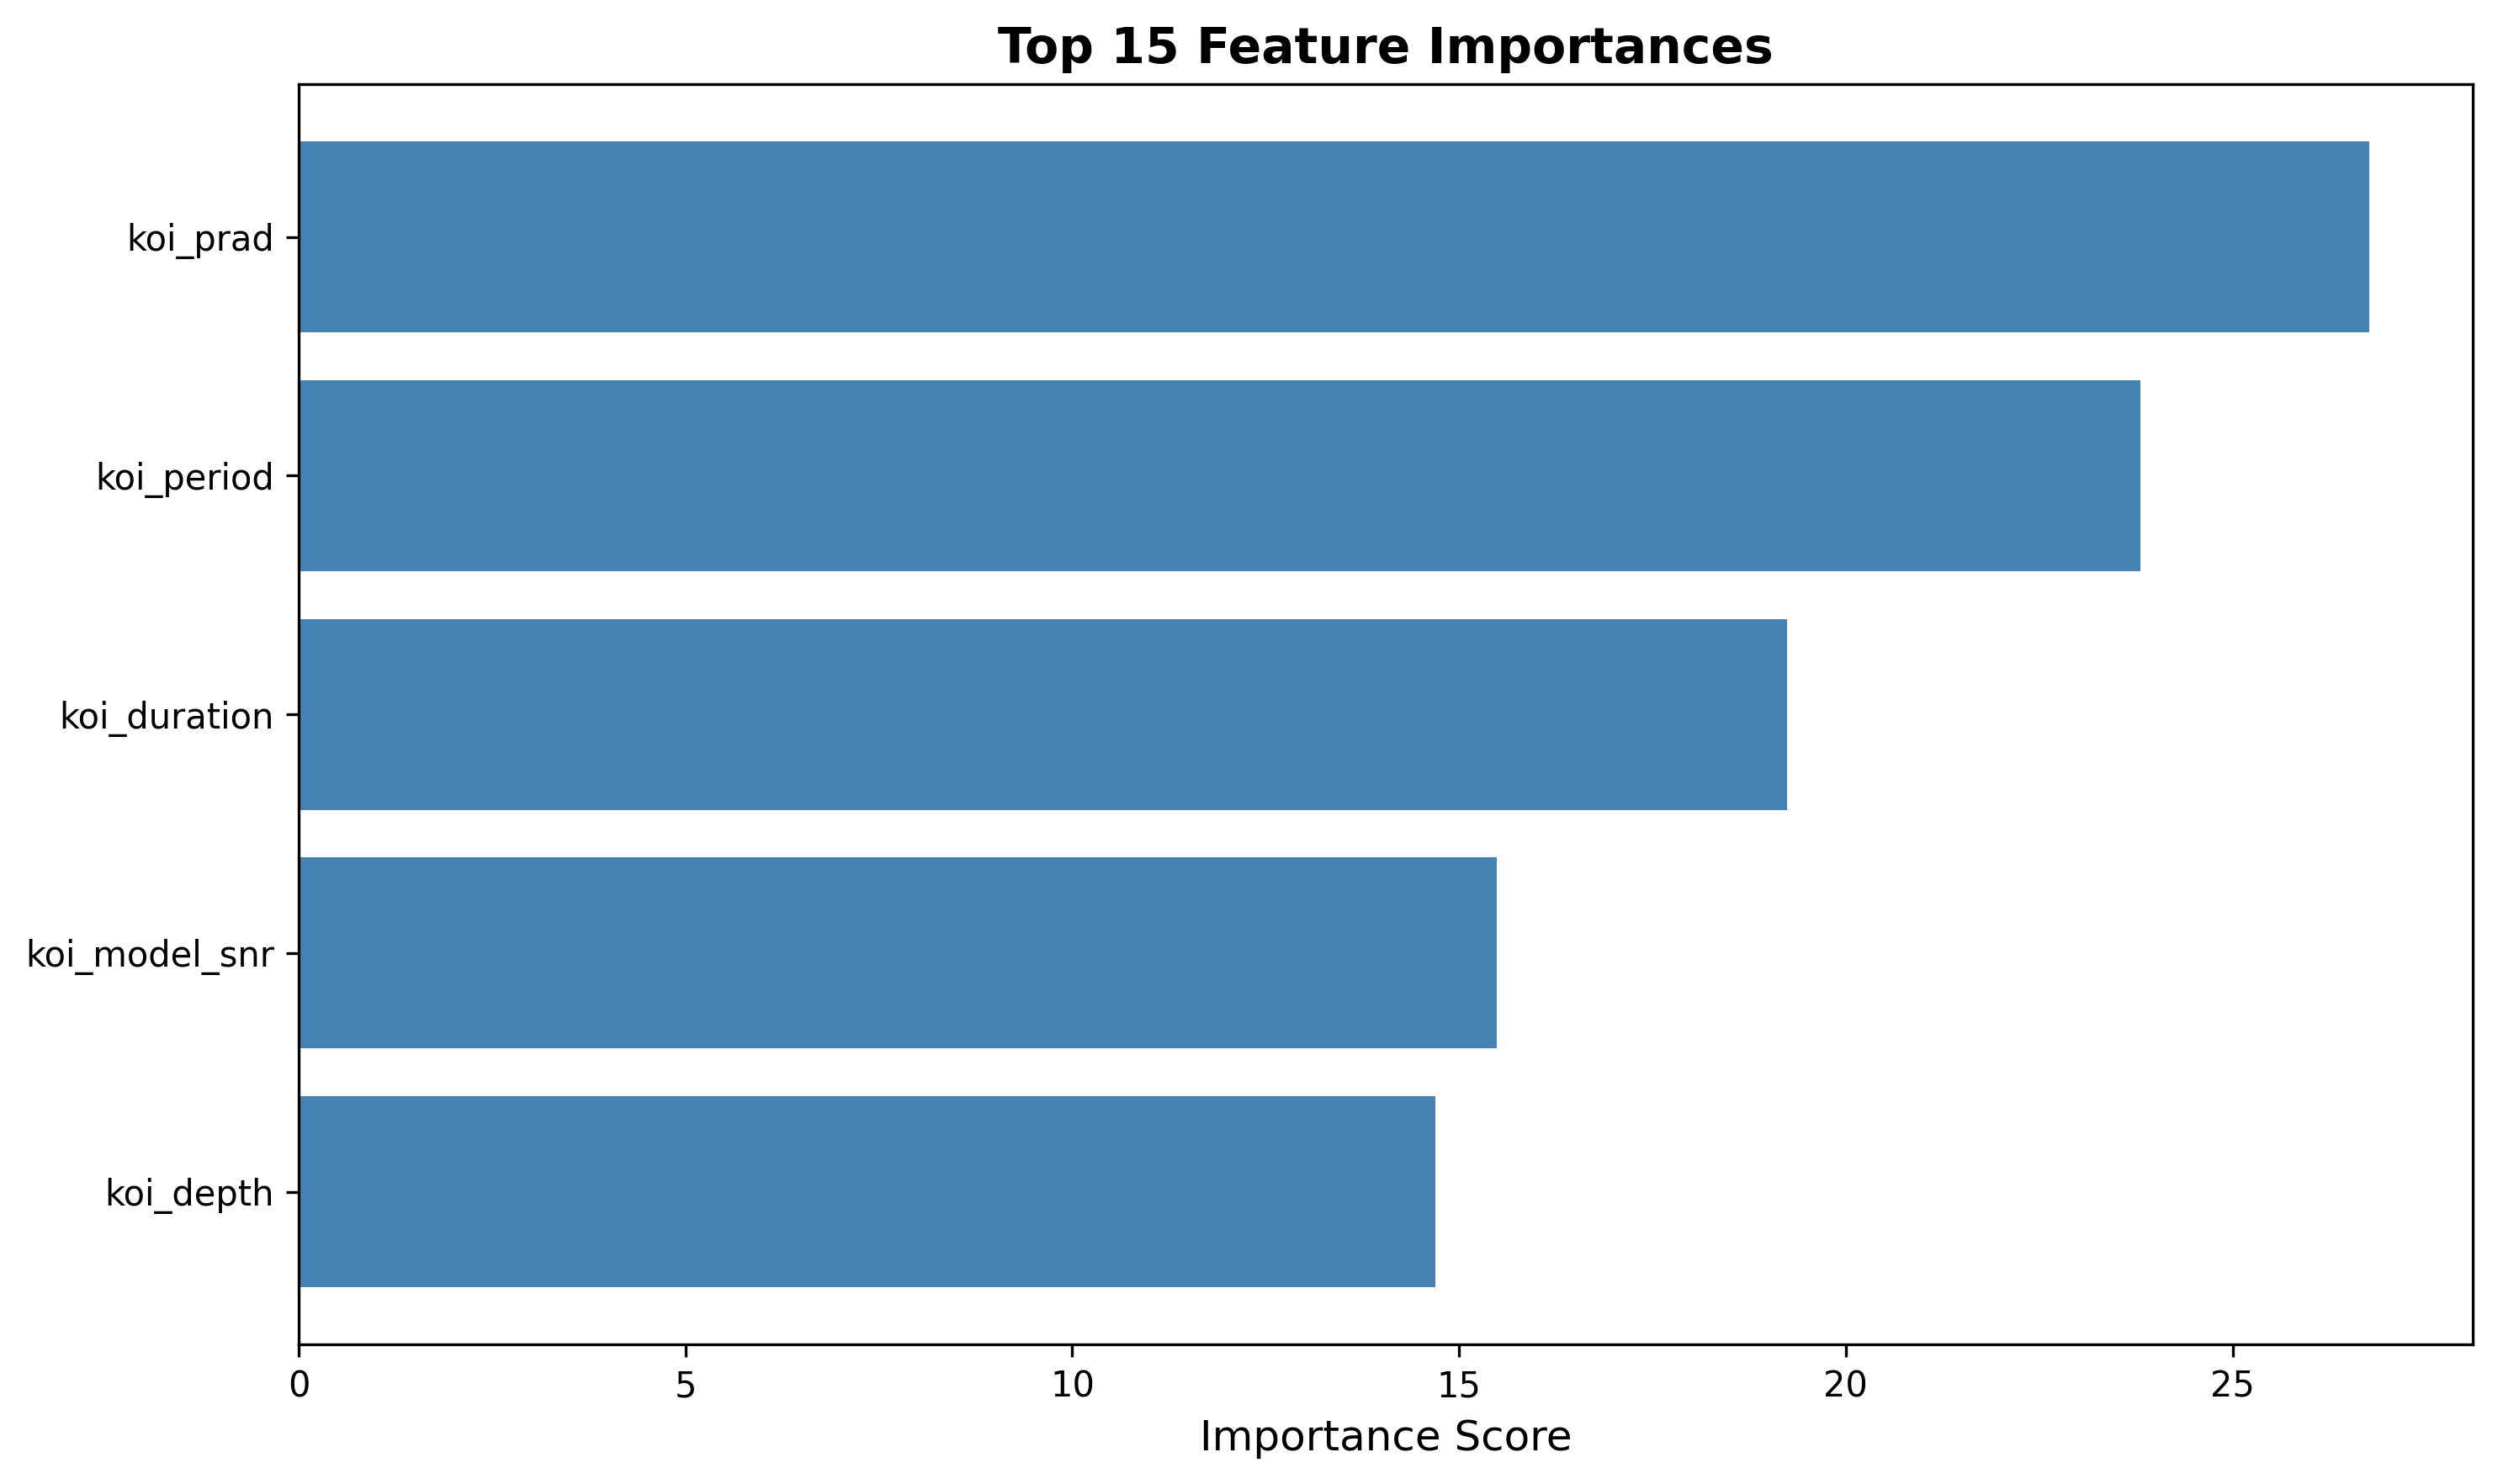 Top 15 Feature Importances
koi_prad
koi_period
koi_duration
koi_model_snr
koi_depth
0 5 10 15 20 25
Importance Score